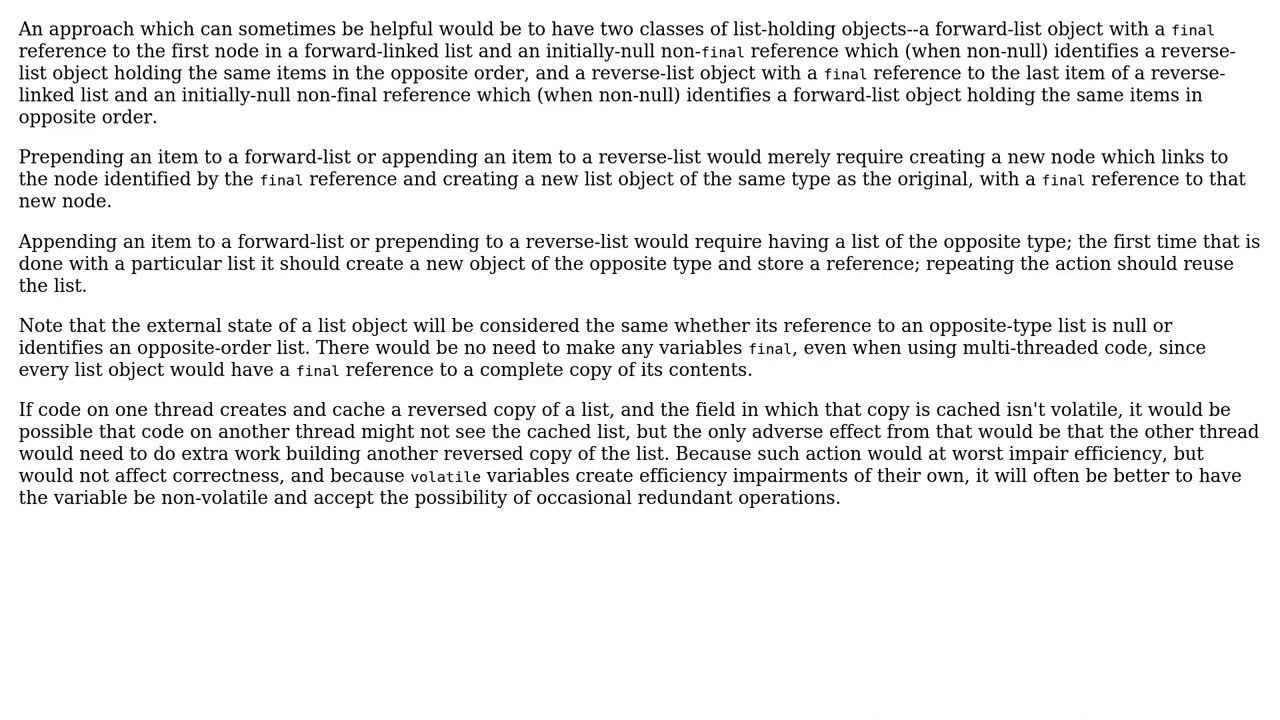 An approach which can sometimes be helpful would be to have two classes of list-holding objects--a forward-list object with a final
reference to the first node in a forward-linked list and an initially-null non-final reference which (when non-null) identifies a reverse-
list object holding the same items in the opposite order, and a reverse-list object with a final reference to the last item of a reverse-
linked list and an initially-null non-final reference which (when non-null) identifies a forward-list object holding the same items in
opposite order.
Prepending an item to a forward-list or appending an item to a reverse-list would merely require creating a new node which links to
the node identified by the final reference and creating a new list object of the same type as the original, with a final reference to that
new node.
Appending an item to a forward-list or prepending to a reverse-list would require having a list of the opposite type; the first time that is
done with a particular list it should create a new object of the opposite type and store a reference; repeating the action should reuse
the list.
Note that the external state of a list object will be considered the same whether its reference to an opposite-type list is null or
identifies an opposite-order list. There would be no need to make any variables final, even when using multi-threaded code, since
every list object would have a final reference to a complete copy of its contents.
If code on one thread creates and cache a reversed copy of a list, and the field in which that copy is cached isn't volatile, it would be
possible that code on another thread might not see the cached list, but the only adverse effect from that would be that the other thread
would need to do extra work building another reversed copy of the list. Because such action would at worst impair efficiency, but
would not affect correctness, and because volatile variables create efficiency impairments of their own, it will often be better to have
the variable be non-volatile and accept the possibility of occasional redundant operations.